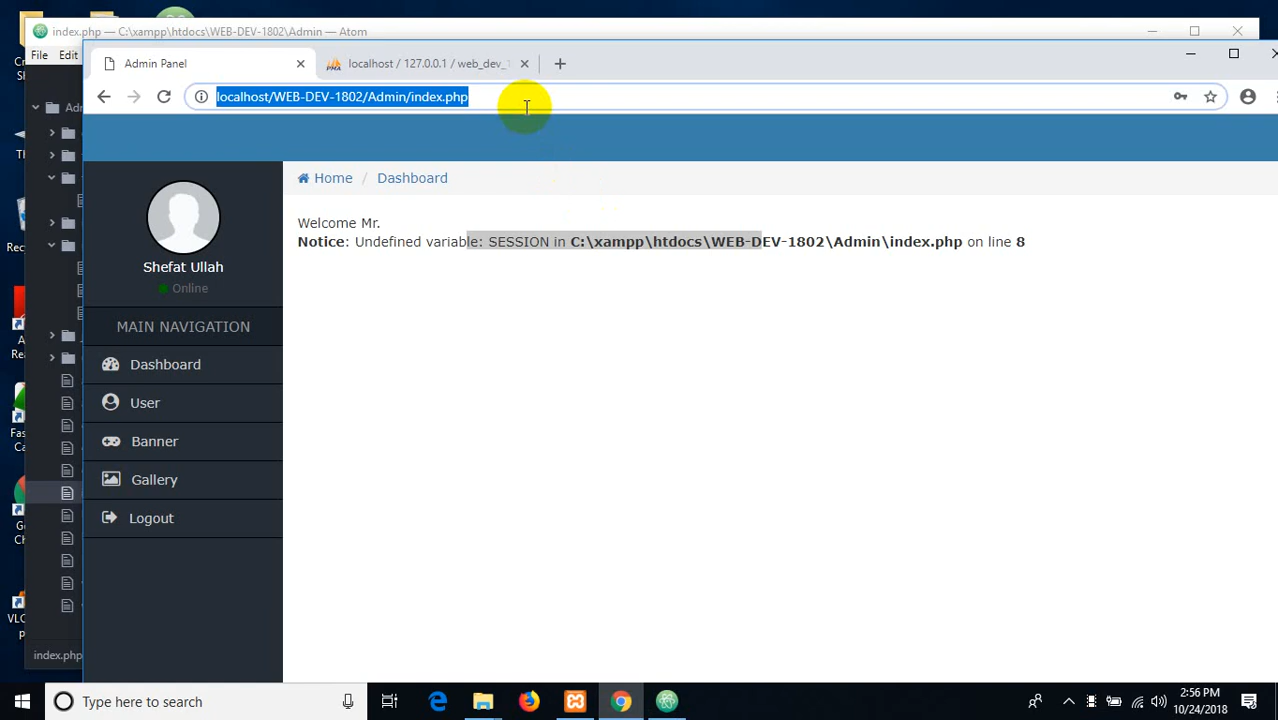 index.php — C:\xampp\htdocs\WEB-DEV-1802\Admin — Atom
File Edit
Admin Panel
localhost / 127.0.0.1 / web_dev_1
localhost/WEB-DEV-1802/Admin/index.php
Home / Dashboard
Welcome Mr.
Notice: Undefined variable: SESSION in C:\xampp\htdocs\WEB-DEV-1802\Admin\index.php on line 8
Shefat Ullah
Online
MAIN NAVIGATION
Dashboard
User
Banner
Gallery
Logout
index.php
Type here to search
2:56 PM
10/24/2018